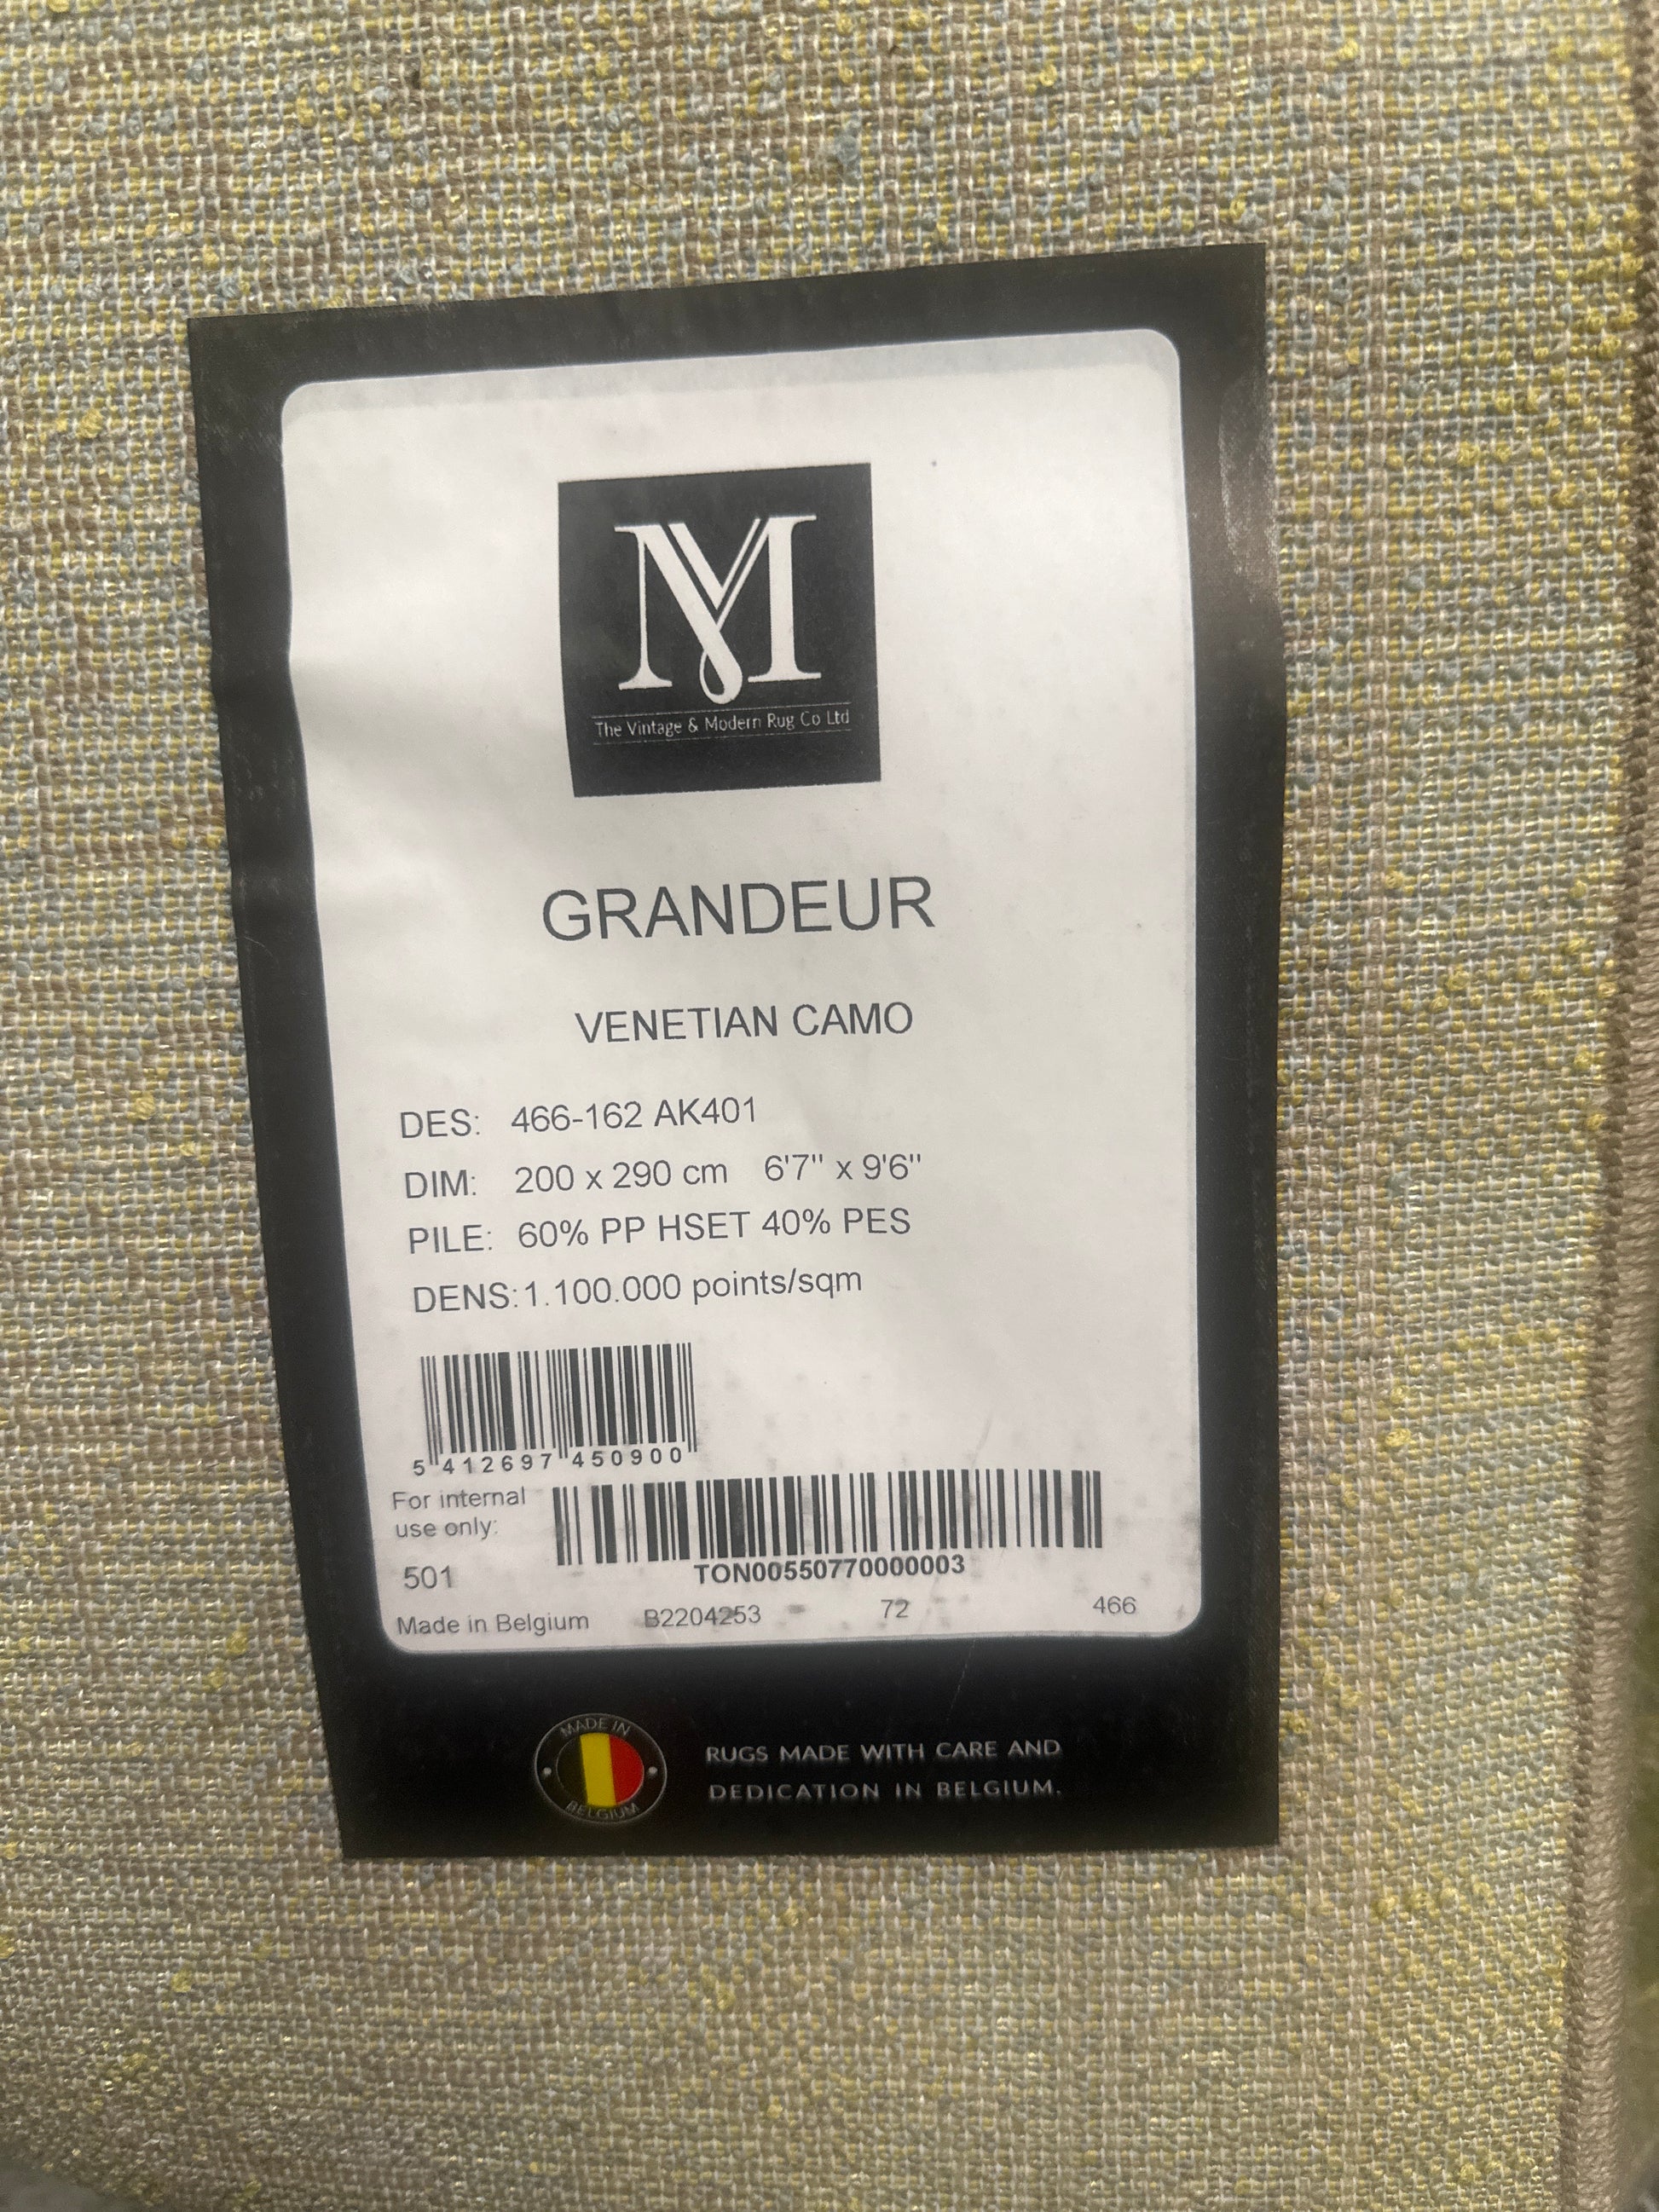 VM
The Vintage & Modern Rug Co Ltd
GRANDEUR
VENETIAN CAMO
DES: 466-162 AK401
DIM: 200 x 290 cm 6'7" x 9'6"
PILE: 60% PP HSET 40% PES
DENS: 1.100.000 points/sqm
5 412697 450900
For internal
use only:
501
TON00550770000003
Made in Belgium B2204253 - 72 466
MADE IN
BELGIUM
RUGS MADE WITH CARE AND
DEDICATION IN BELGIUM.